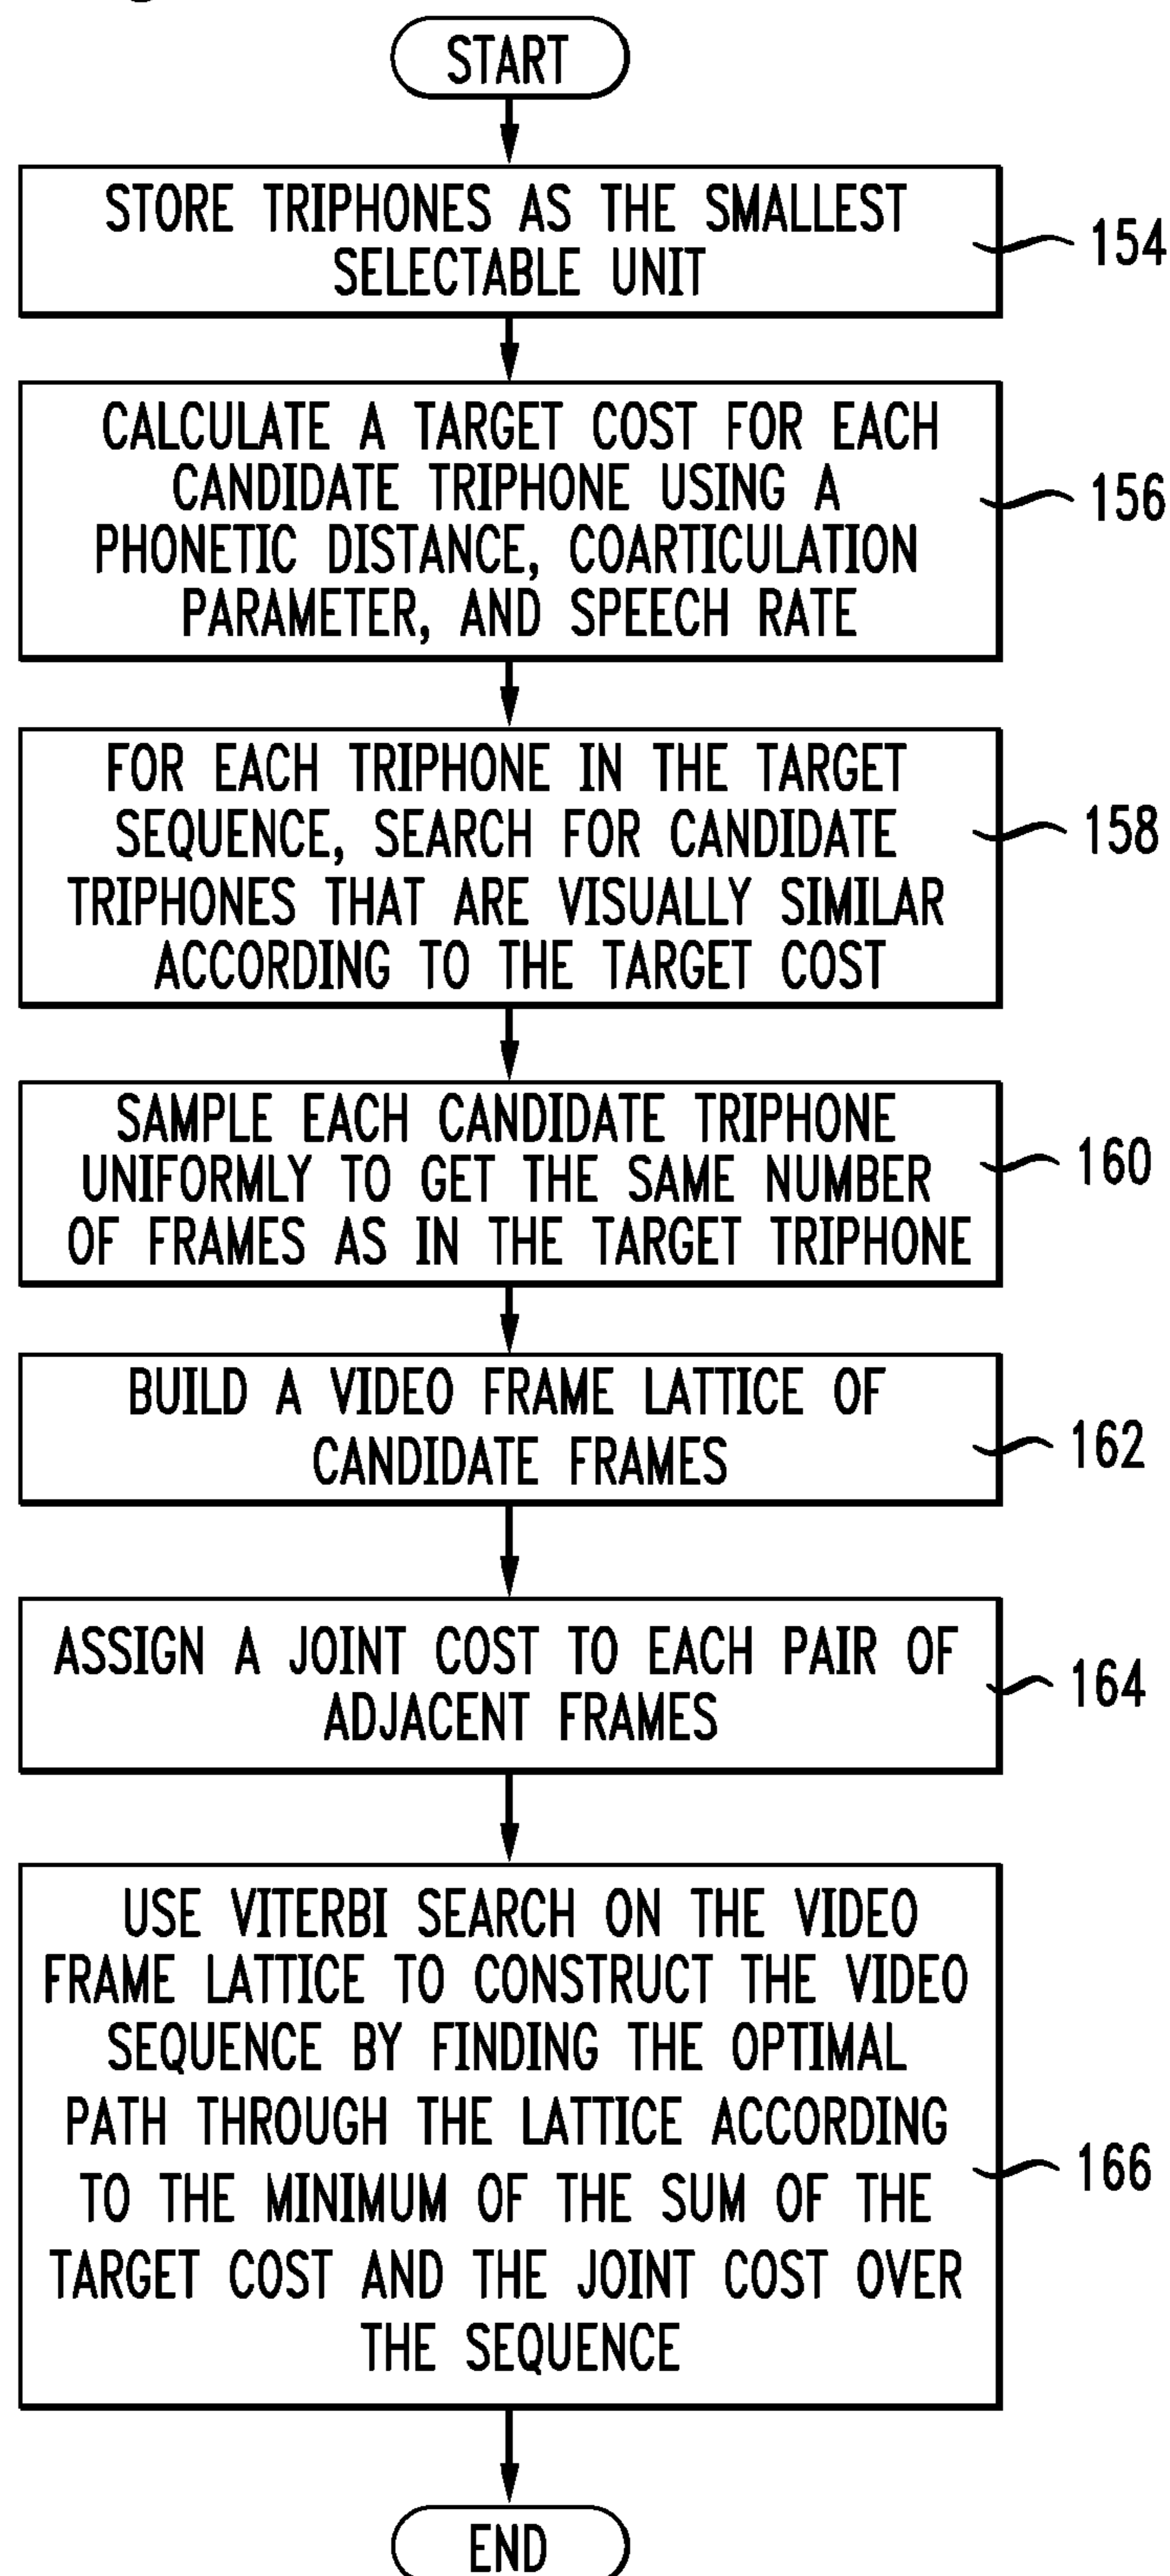 START
STORE TRIPHONES AS THE SMALLEST
SELECTABLE UNIT
154
CALCULATE A TARGET COST FOR EACH
CANDIDATE TRIPHONE USING A
PHONETIC DISTANCE, COARTICULATION
PARAMETER, AND SPEECH RATE
156
FOR EACH TRIPHONE IN THE TARGET
SEQUENCE, SEARCH FOR CANDIDATE
TRIPHONES THAT ARE VISUALLY SIMILAR
ACCORDING TO THE TARGET COST
158
SAMPLE EACH CANDIDATE TRIPHONE
UNIFORMLY TO GET THE SAME NUMBER
OF FRAMES AS IN THE TARGET TRIPHONE
160
BUILD A VIDEO FRAME LATTICE OF
CANDIDATE FRAMES
162
ASSIGN A JOINT COST TO EACH PAIR OF
ADJACENT FRAMES
164
USE VITERBI SEARCH ON THE VIDEO
FRAME LATTICE TO CONSTRUCT THE VIDEO
SEQUENCE BY FINDING THE OPTIMAL
PATH THROUGH THE LATTICE ACCORDING
TO THE MINIMUM OF THE SUM OF THE
TARGET COST AND THE JOINT COST OVER
THE SEQUENCE
166
END